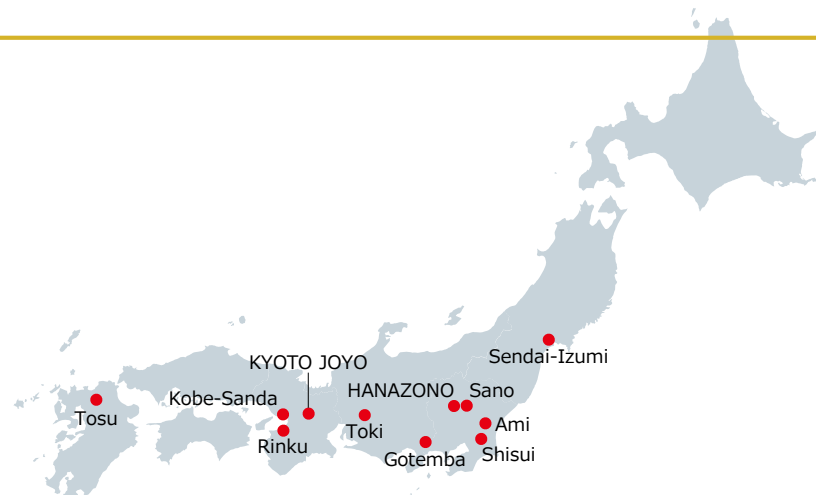 Sendai-Izumi
KYOTO JOYO
HANAZONO
Sano
Kobe-Sanda
Tosu
Toki
Ami
Rinku
Gotemba
Shisui